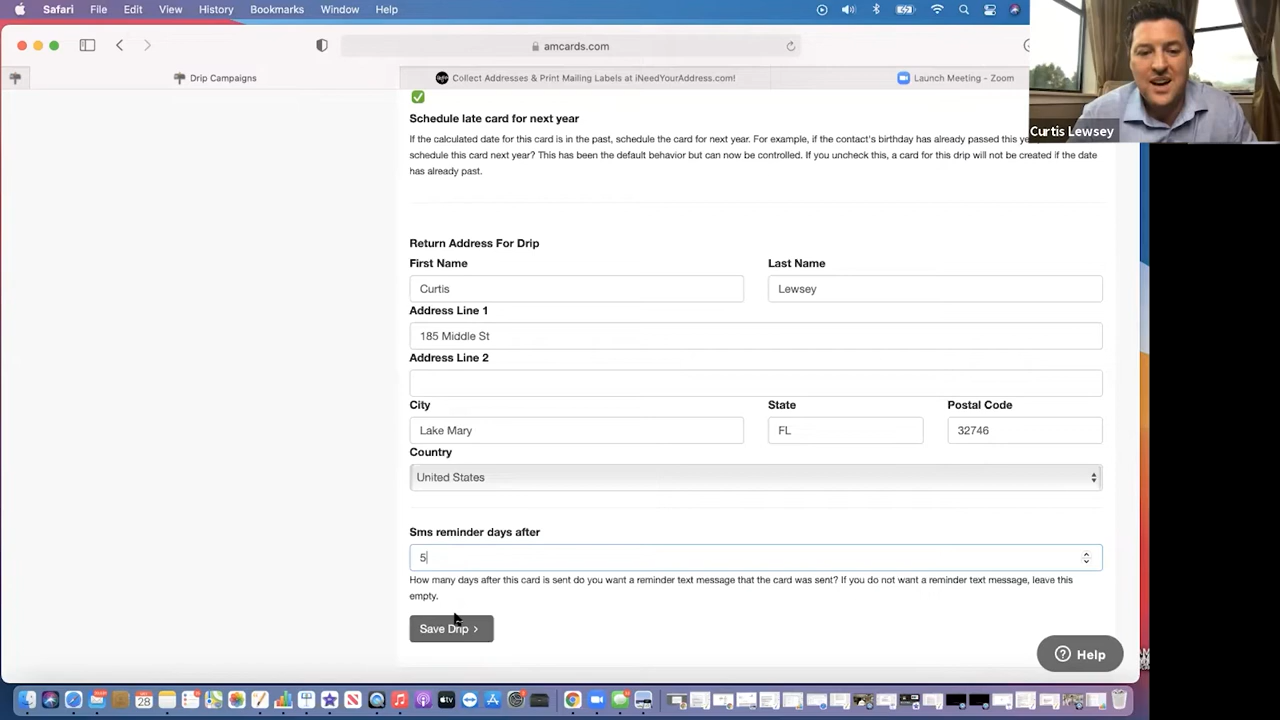 Safari File Edit View History Bookmarks Window Help
amcards.com
Drip Campaigns
Collect Addresses & Print Mailing Labels at iNeedYourAddress.com!
Launch Meeting - Zoom
Curtis Lewsey
Schedule late card for next year
If the calculated date for this card is in the past, schedule the card for next year. For example, if the contact's birthday has already passed this
schedule this card next year? This has been the default behavior but can now be controlled. If you uncheck this, a card for this drip will not be created if the date
has already past.
Return Address For Drip
First Name Last Name
Curtis Lewsey
Address Line 1
185 Middle St
Address Line 2
City State Postal Code
Lake Mary FL 32746
Country
United States
Sms reminder days after
5
How many days after this card is sent do you want a reminder text message that the card was sent? If you do not want a reminder text message, leave this
empty.
Save Drip >
Help